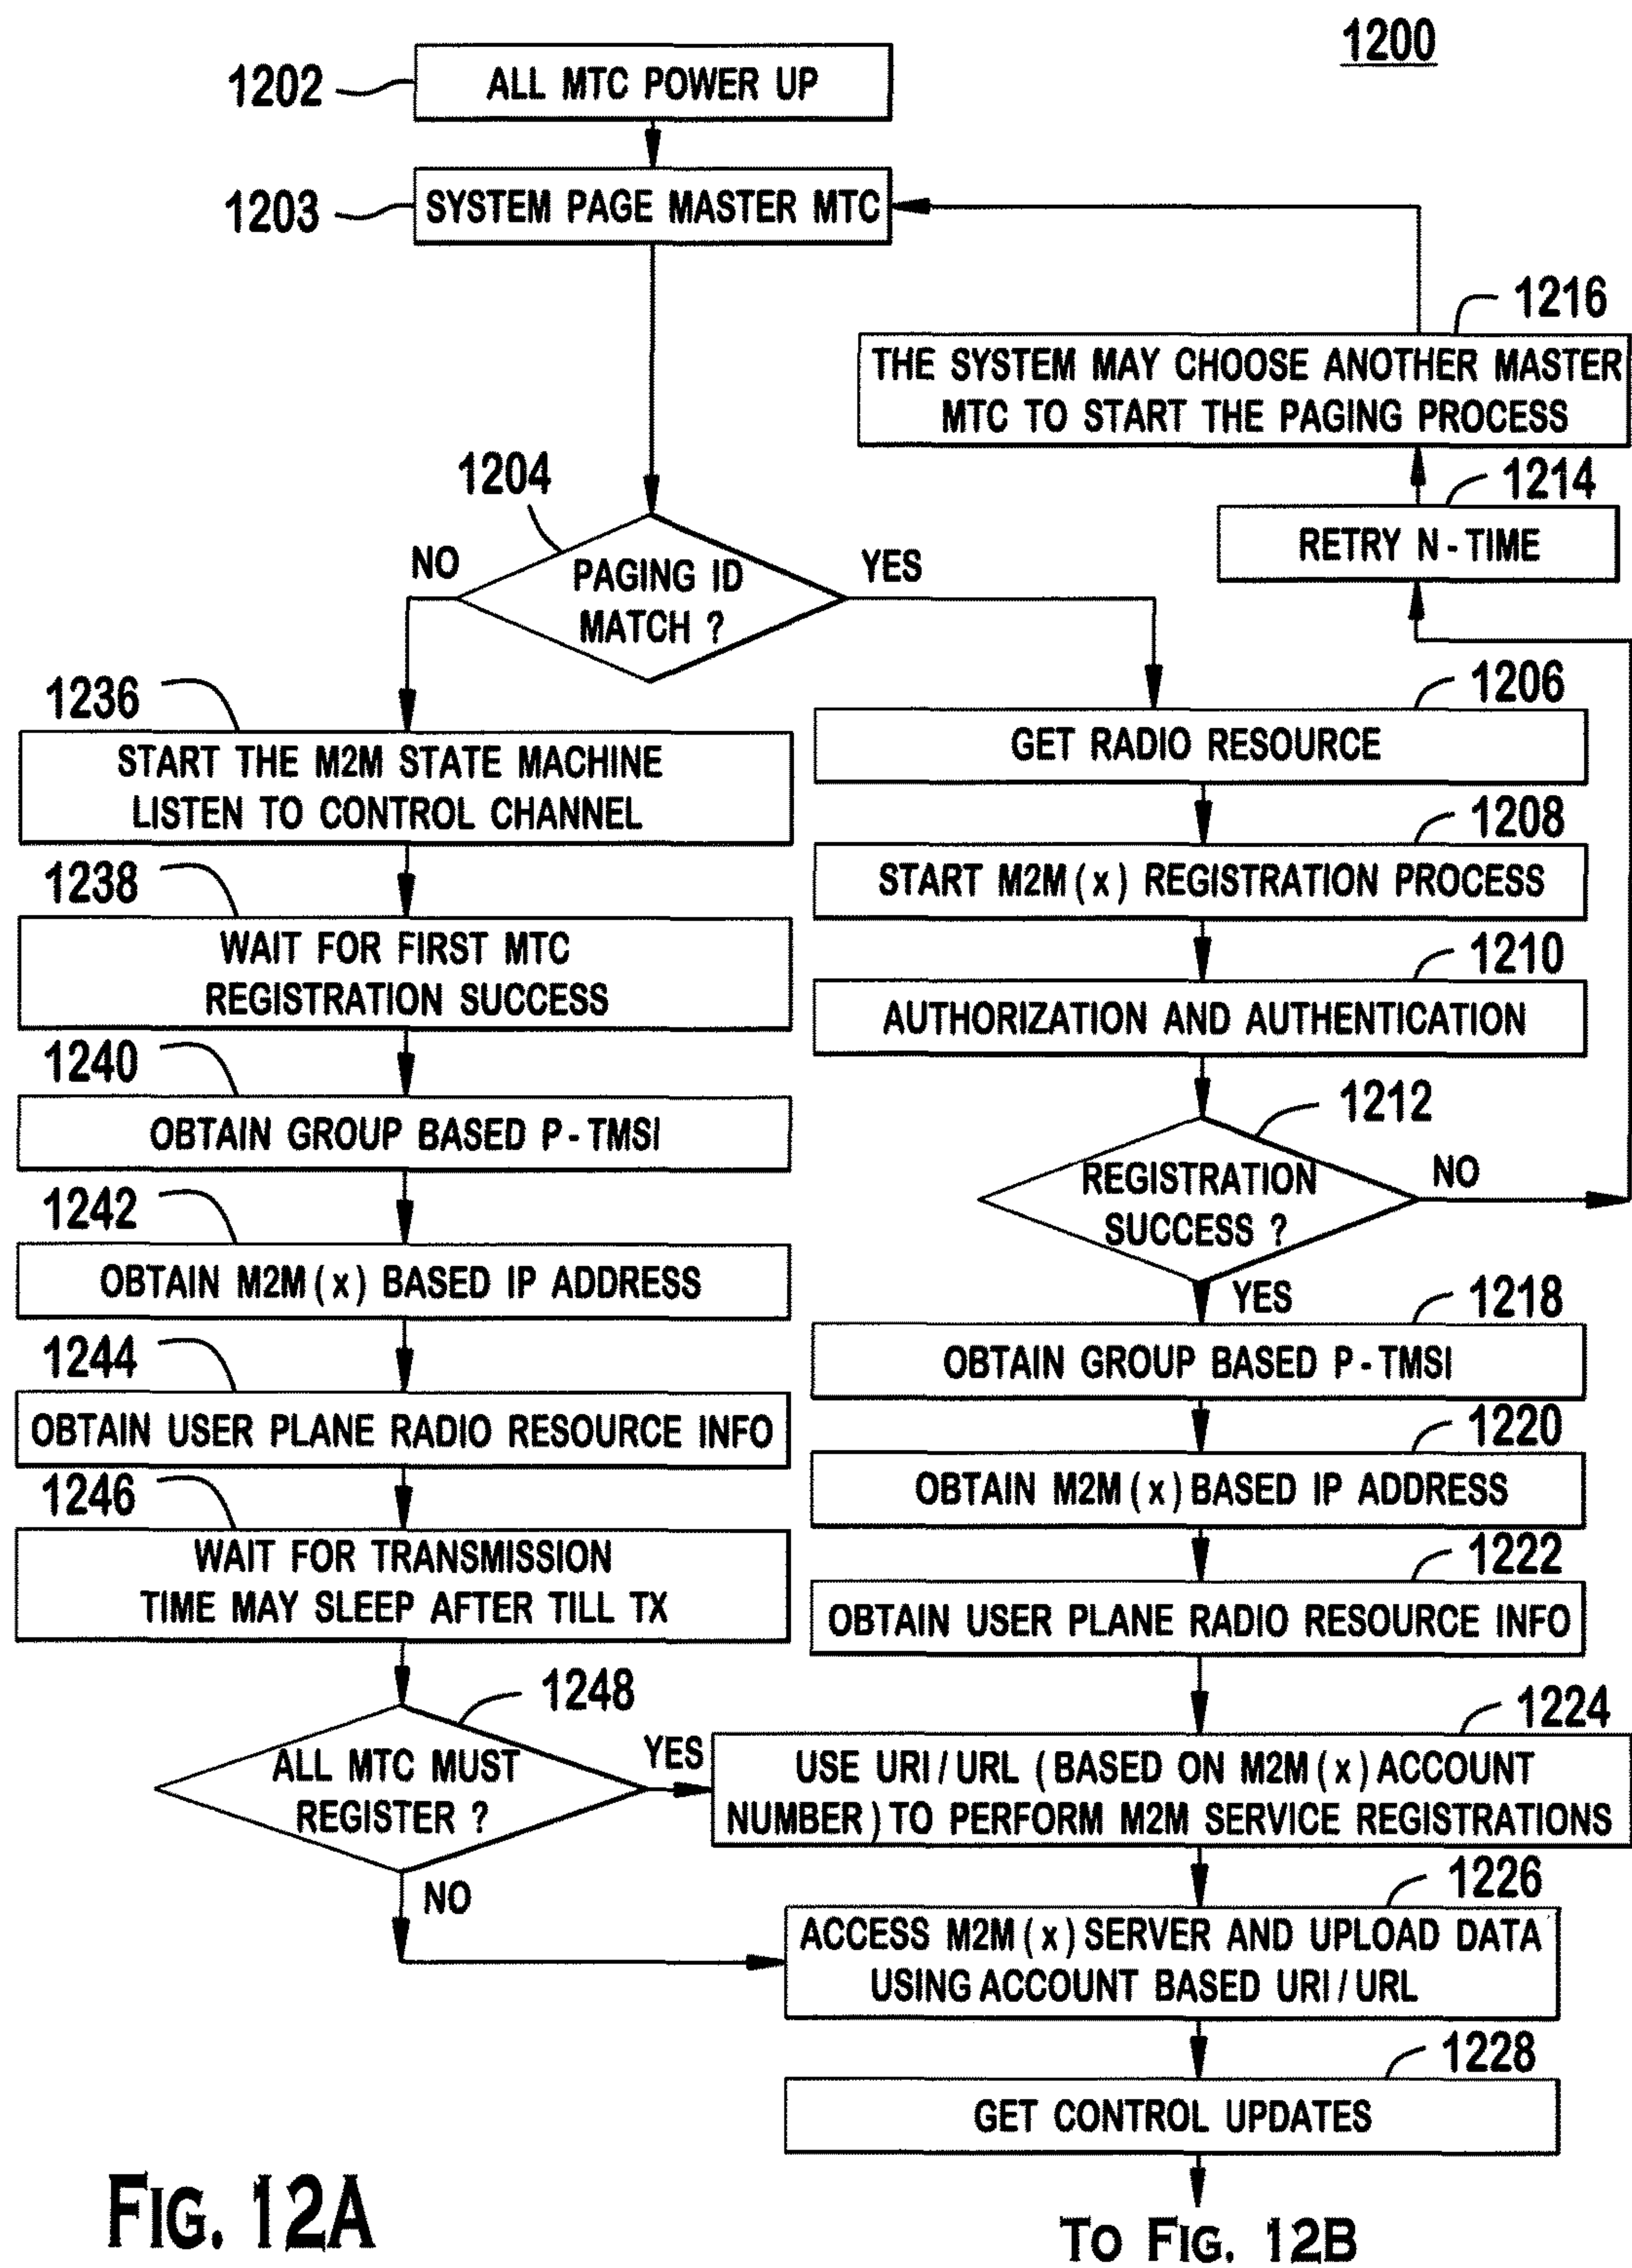 1200
1202
ALL MTC POWER UP
1203
SYSTEM PAGE MASTER MTC
1216
THE SYSTEM MAY CHOOSE ANOTHER MASTER
MTC TO START THE PAGING PROCESS
1214
RETRY N-TIME
1204
PAGING ID
MATCH ?
NO
YES
1236
START THE M2M STATE MACHINE
LISTEN TO CONTROL CHANNEL
1238
WAIT FOR FIRST MTC
REGISTRATION SUCCESS
1240
OBTAIN GROUP BASED P-TMSI
1242
OBTAIN M2M(x) BASED IP ADDRESS
1244
OBTAIN USER PLANE RADIO RESOURCE INFO
1246
WAIT FOR TRANSMISSION
TIME MAY SLEEP AFTER TILL TX
1248
ALL MTC MUST
REGISTER ?
YES
NO
1206
GET RADIO RESOURCE
1208
START M2M(x) REGISTRATION PROCESS
1210
AUTHORIZATION AND AUTHENTICATION
1212
REGISTRATION
SUCCESS ?
NO
YES
1218
OBTAIN GROUP BASED P-TMSI
1220
OBTAIN M2M(x) BASED IP ADDRESS
1222
OBTAIN USER PLANE RADIO RESOURCE INFO
1224
USE URI/URL (BASED ON M2M(x) ACCOUNT
NUMBER) TO PERFORM M2M SERVICE REGISTRATIONS
1226
ACCESS M2M(x) SERVER AND UPLOAD DATA
USING ACCOUNT BASED URI/URL
1228
GET CONTROL UPDATES
TO FIG. 12B
FIG. 12A